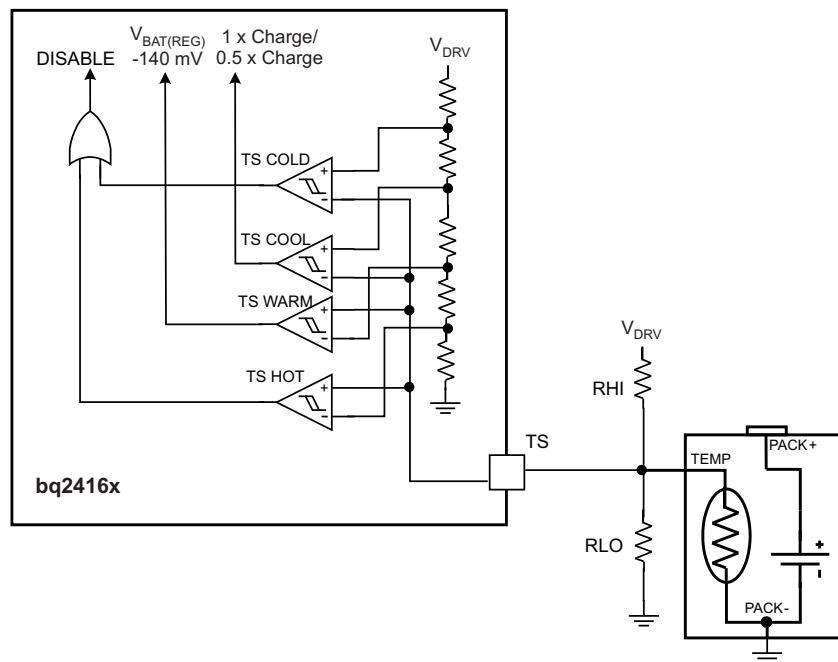 V_BAT(REG)
-140 mV
1 x Charge/
0.5 x Charge
DISABLE
V_DRV
TS COLD
+
-
TS COOL
+
-
TS WARM
+
-
TS HOT
+
-
bq2416x
TS
V_DRV
RHI
RLO
TEMP
PACK+
+
-
PACK-